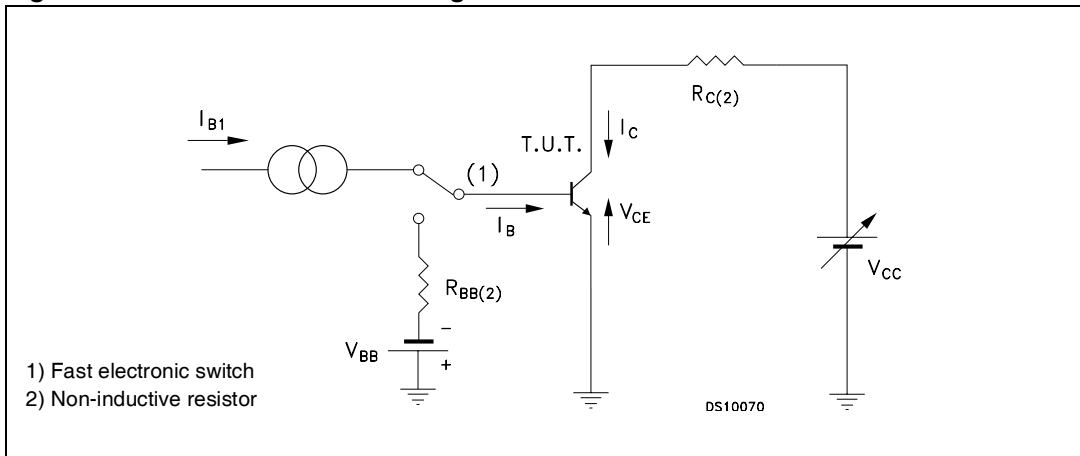 R_C(2)
I_B1
I_C
T.U.T.
(1)
I_B
V_CE
V_CC
R_BB(2)
V_BB
−
+
1) Fast electronic switch
2) Non-inductive resistor
DS10070